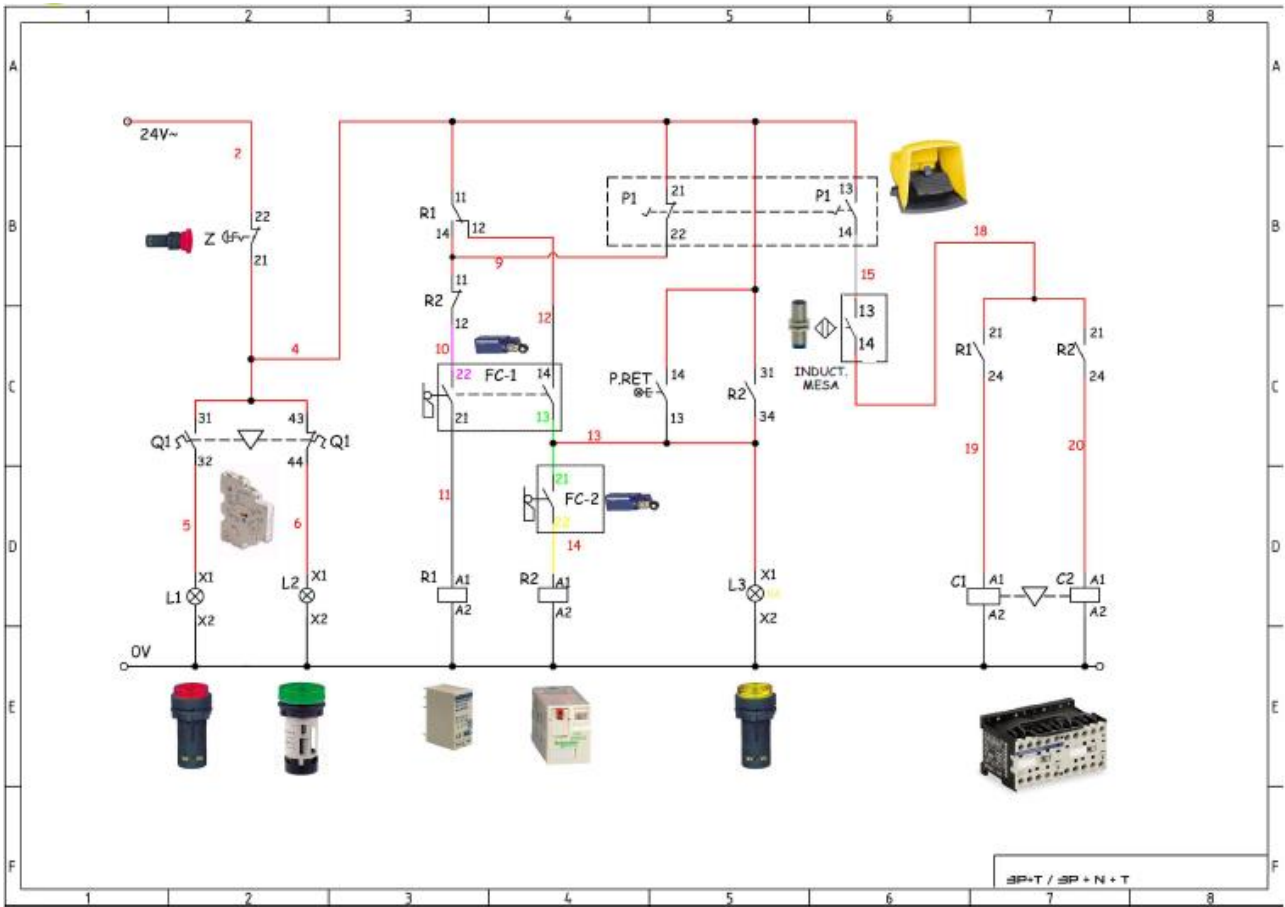 1 2 3 4 5 6 7 8
A A
24V~
2
18
11 21 13
P1 P1
B R1 B
22 12
14
Z 22 14
21 9
15
11
R2 13
12 12 21 21
4 10 R1 R2
22 FC-1 14 14 14 31
P.RET INDUCT.
MESA
C R2 24 24 C
31 43 21 13 13 34
Q1 Q1 13
32 44 19 20
21
11 FC-2
5 6 22
D 14 D
X1 X1 R1 A1 R2 A1 X1 C1 A1 C2 A1
L1 L2 L3
X2 X2 A2 A2 X2 A2 A2
0V
E E
F F
3P+T / 3P + N + T
1 2 3 4 5 6 7 8